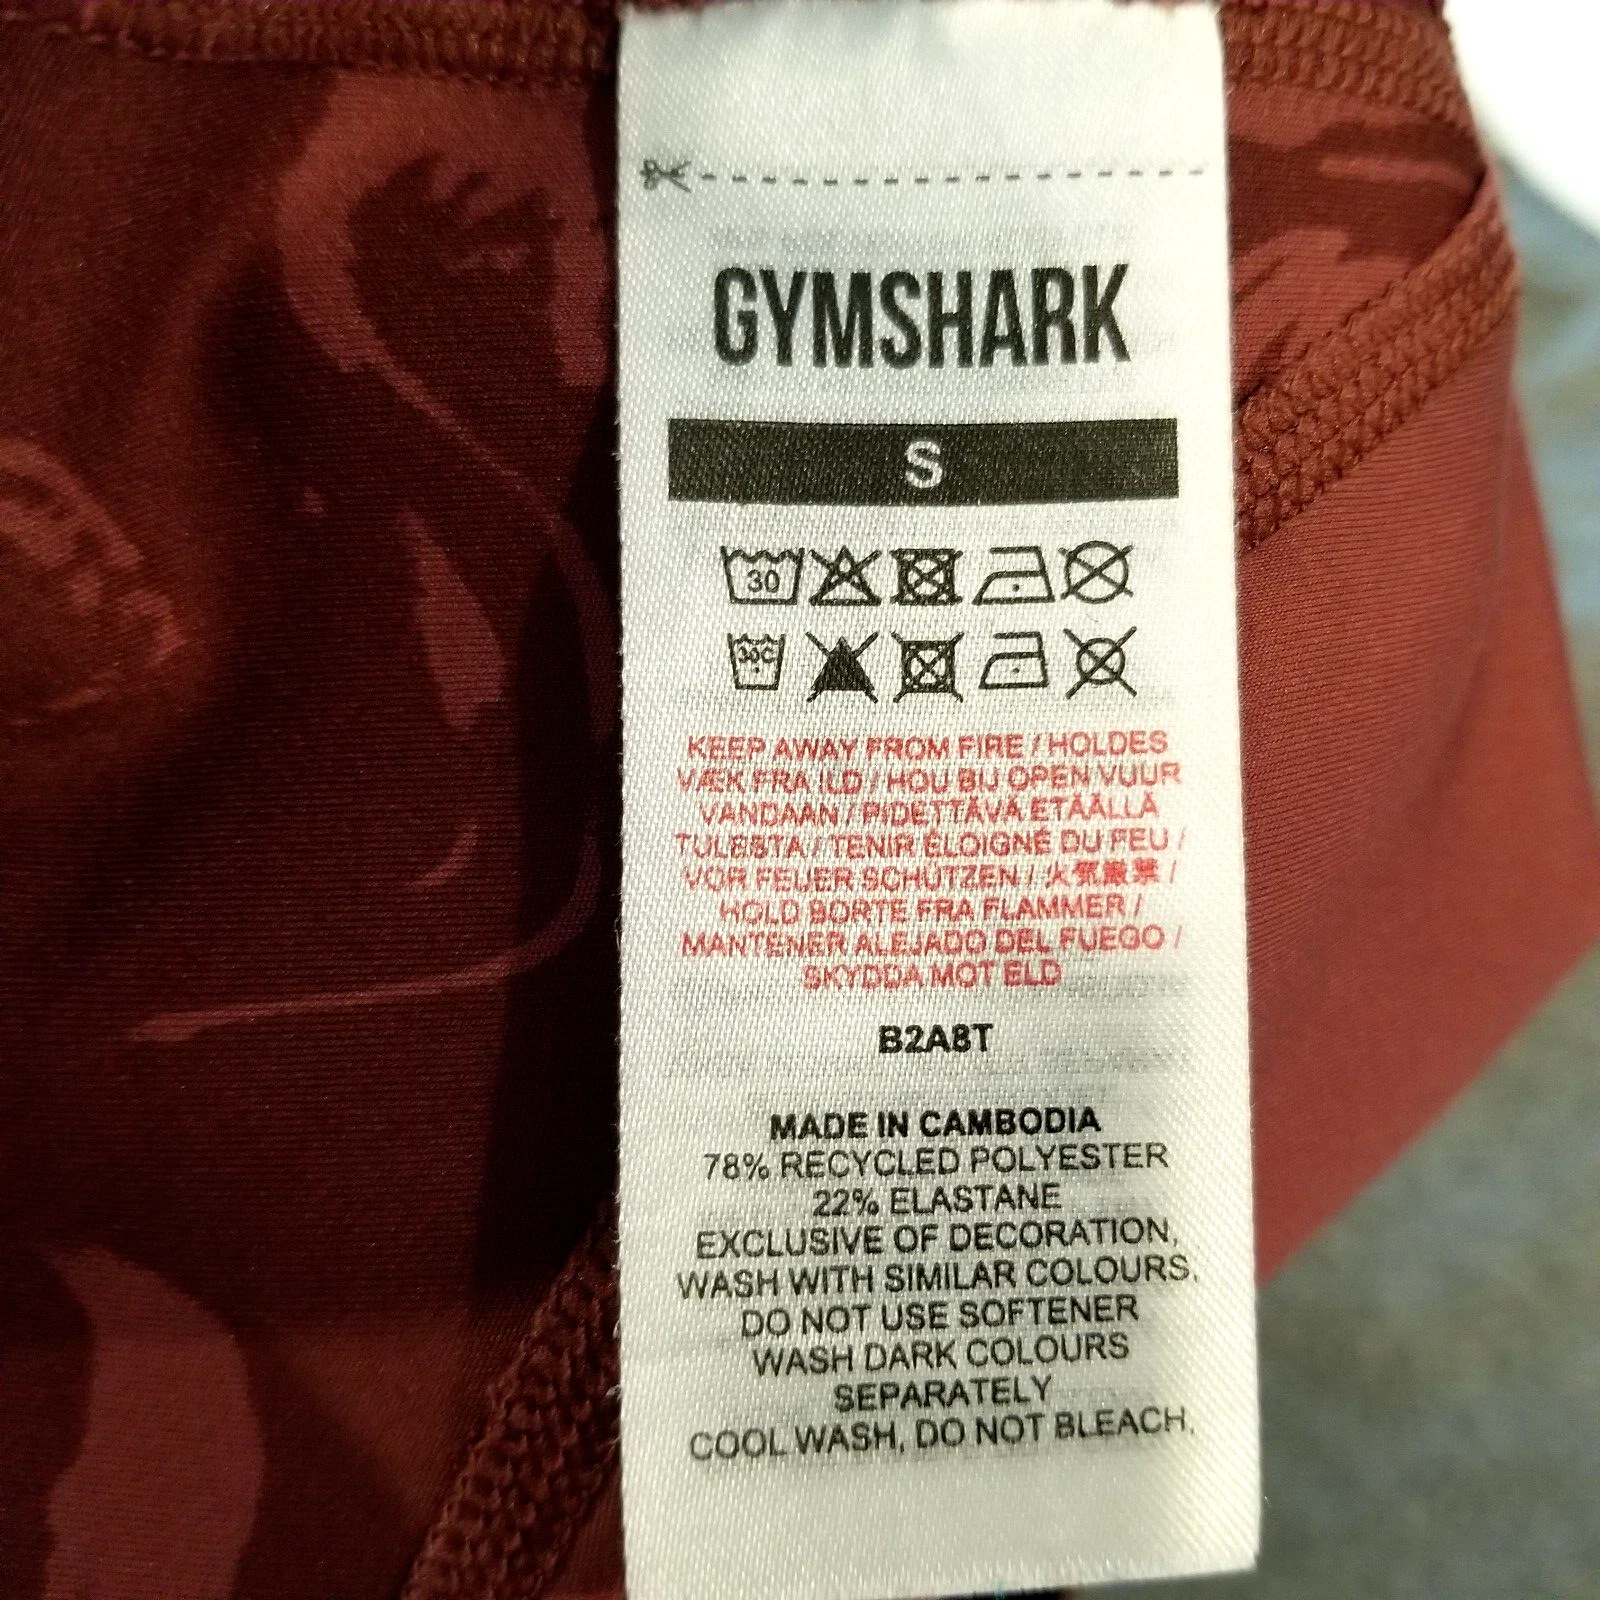 GYMSHARK
S
30
30C
KEEP AWAY FROM FIRE / HOLDES
VÆK FRA ILD / HOU BIJ OPEN VUUR
VANDAAN / PIDETTÄVÄ ETÄÄLLÄ
TULESTA / TENIR ÉLOIGNÉ DU FEU /
VOR FEUER SCHÜTZEN / 火気厳禁 /
HOLD BORTE FRA FLAMMER /
MANTENER ALEJADO DEL FUEGO /
SKYDDA MOT ELD
B2A8T
MADE IN CAMBODIA
78% RECYCLED POLYESTER
22% ELASTANE
EXCLUSIVE OF DECORATION,
WASH WITH SIMILAR COLOURS,
DO NOT USE SOFTENER
WASH DARK COLOURS
SEPARATELY
COOL WASH, DO NOT BLEACH,